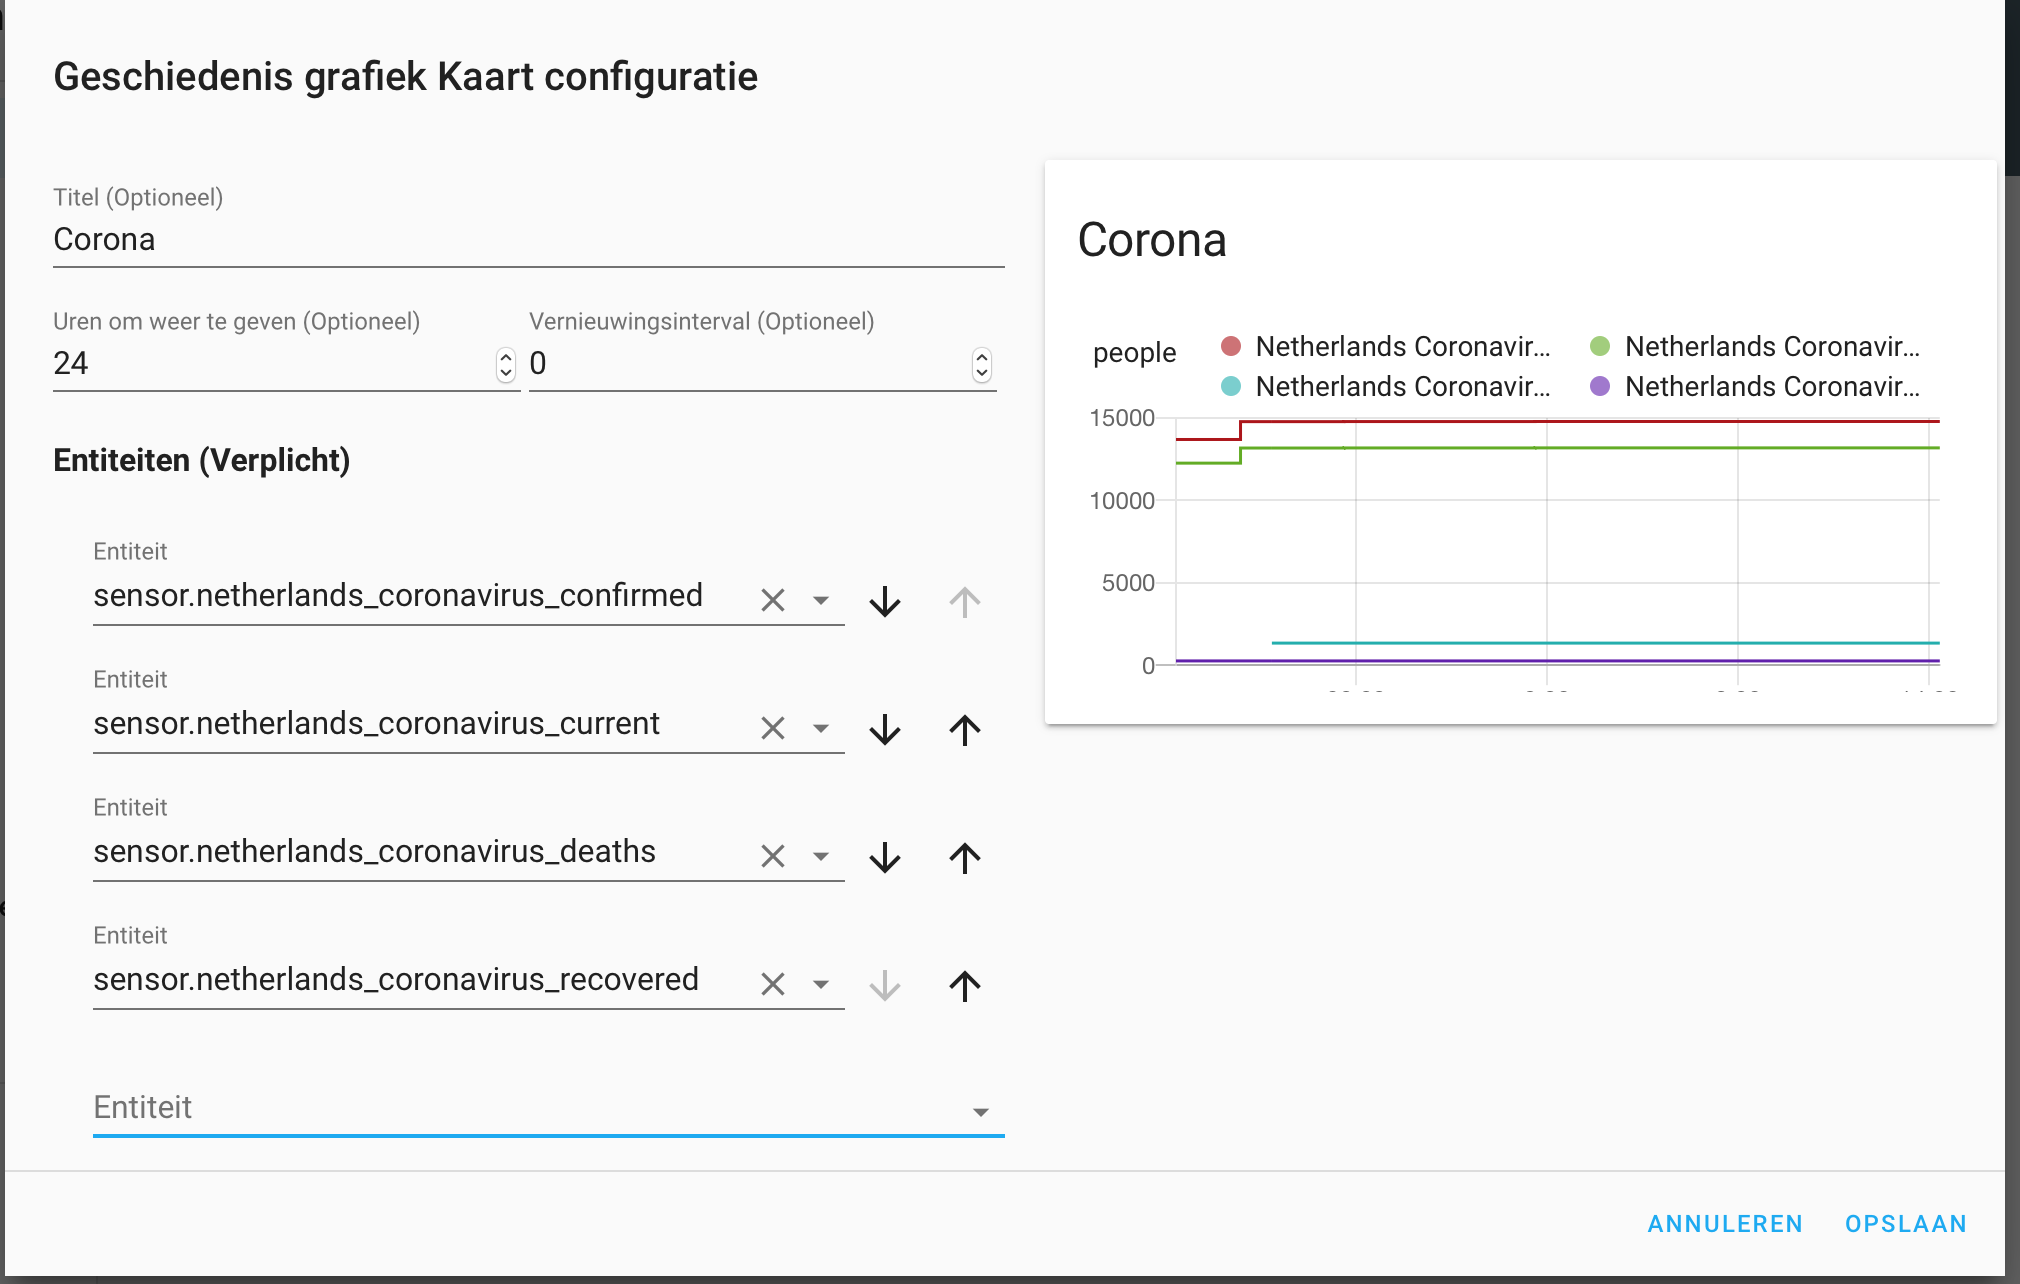 Geschiedenis grafiek Kaart configuratie
Titel (Optioneel)
Corona
Uren om weer te geven (Optioneel)
24
Vernieuwingsinterval (Optioneel)
0
Entiteiten (Verplicht)
Entiteit
sensor.netherlands_coronavirus_confirmed
Entiteit
sensor.netherlands_coronavirus_current
Entiteit
sensor.netherlands_coronavirus_deaths
Entiteit
sensor.netherlands_coronavirus_recovered
Entiteit
Corona
people
Netherlands Coronavir...
Netherlands Coronavir...
Netherlands Coronavir...
Netherlands Coronavir...
15000
10000
5000
0
ANNULEREN
OPSLAAN